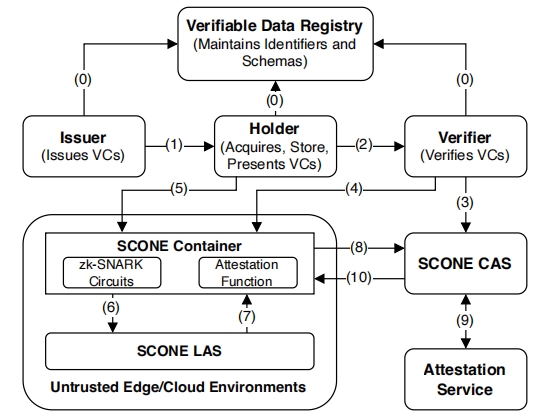 Verifiable Data Registry
(Maintains Identifiers and
Schemas)
(0)
(0)
(0)
Issuer
(Issues VCs)
(1)
Holder
(Acquires, Store,
Presents VCs)
(2)
Verifier
(Verifies VCs)
(5)
(4)
(3)
SCONE Container
zk-SNARK
Circuits
Attestation
Function
(8)
(10)
SCONE CAS
(6)
(7)
(9)
SCONE LAS
Untrusted Edge/Cloud Environments
Attestation
Service